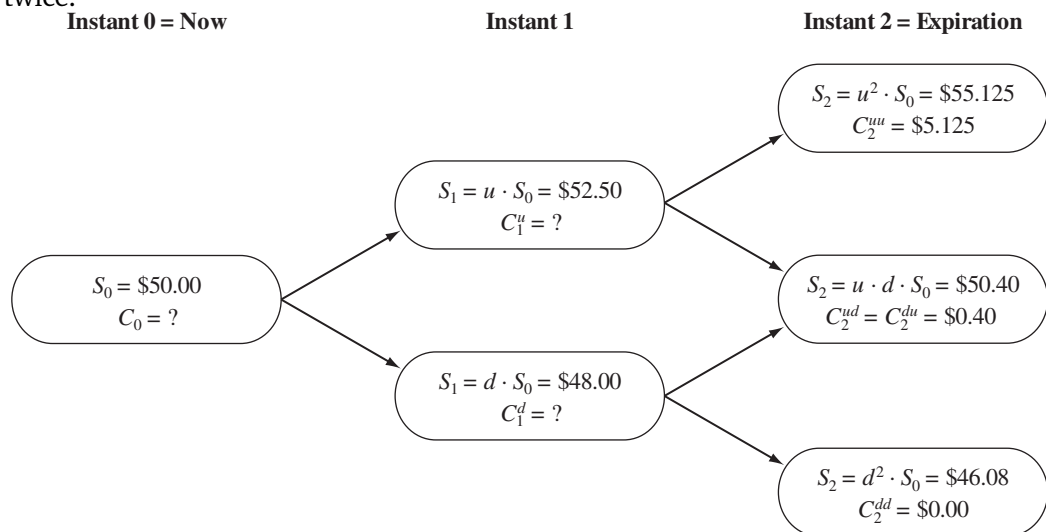 twice.
Instant 0 = Now Instant 1 Instant 2 = Expiration
S₂ = u² · S₀ = $55.125
C₂ᵘᵘ = $5.125
S₁ = u · S₀ = $52.50
C₁ᵘ = ?
S₀ = $50.00
C₀ = ?
S₂ = u · d · S₀ = $50.40
C₂ᵘᵈ = C₂ᵈᵘ = $0.40
S₁ = d · S₀ = $48.00
C₁ᵈ = ?
S₂ = d² · S₀ = $46.08
C₂ᵈᵈ = $0.00